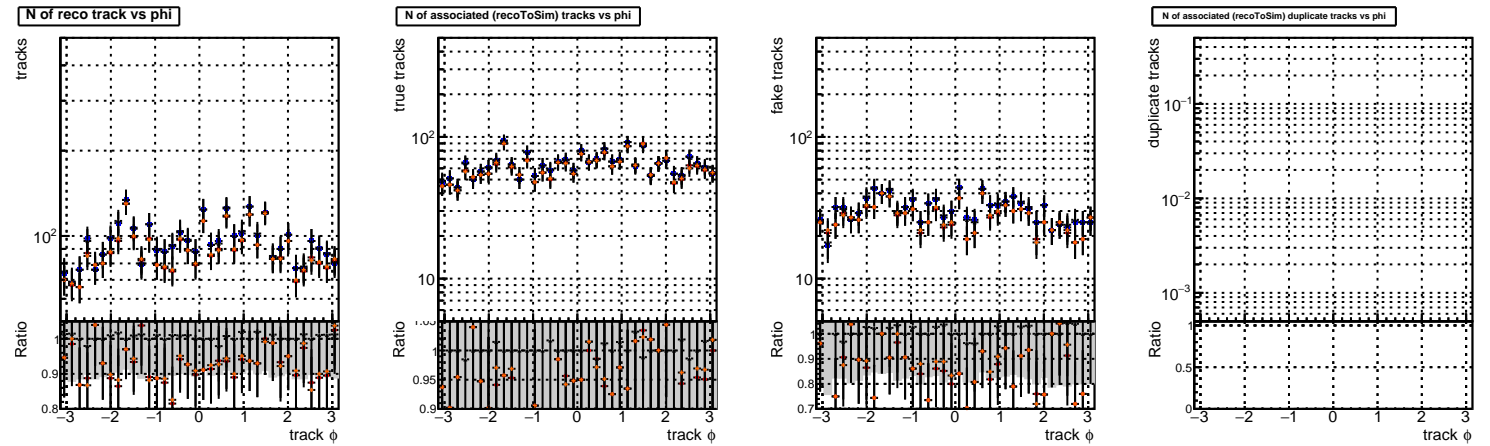 N of reco track vs phi
tracks
10²
Ratio
1
0.9
0.8
−3 −2 −1 0 1 2 3
track ϕ
N of associated (recoToSim) tracks vs phi
true tracks
10²
10
Ratio
1.05
1
0.95
0.9
−3 −2 −1 0 1 2 3
track ϕ
fake tracks
10²
10
Ratio
1
0.9
0.8
0.7
−3 −2 −1 0 1 2 3
track ϕ
N of associated (recoToSim) duplicate tracks vs phi
duplicate tracks
10⁻¹
10⁻²
10⁻³
Ratio
1
0.5
0
−3 −2 −1 0 1 2 3
track ϕ